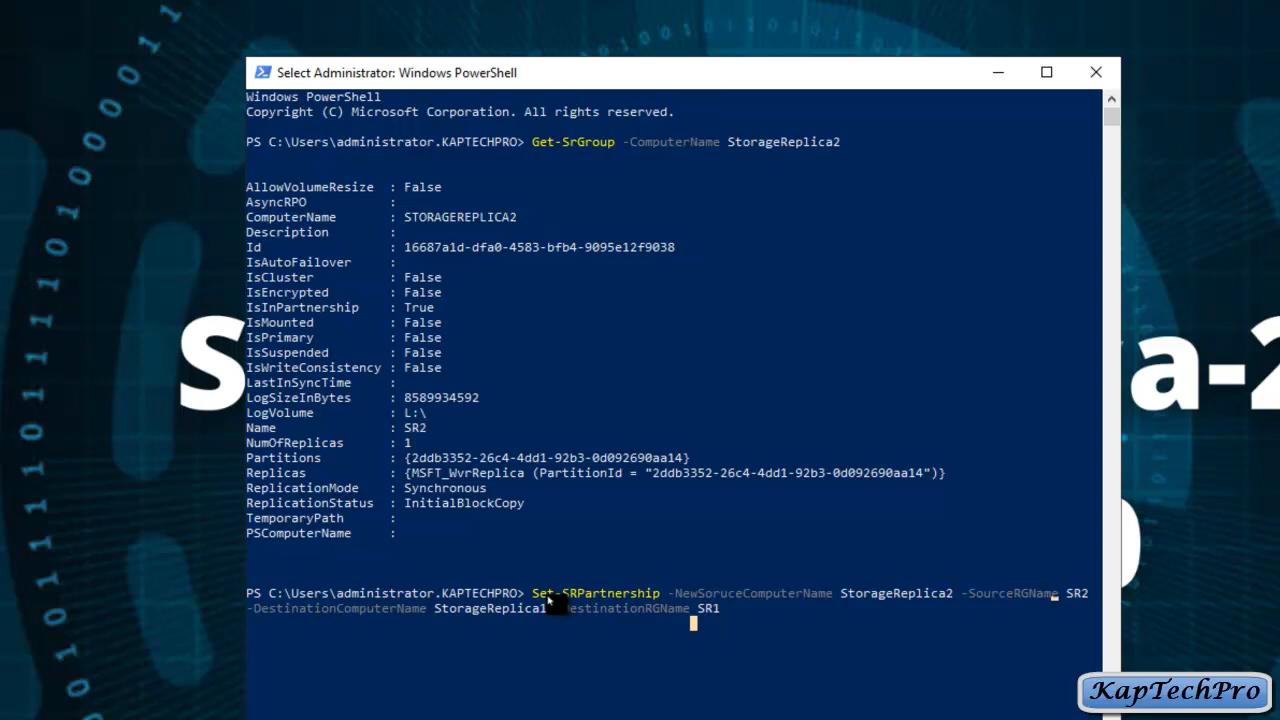 Select Administrator: Windows PowerShell
Windows PowerShell
Copyright (C) Microsoft Corporation. All rights reserved.
PS C:\Users\administrator.KAPTECHPRO> Get-SrGroup -ComputerName StorageReplica2
AllowVolumeResize : False
AsyncRPO :
ComputerName : STORAGEREPLICA2
Description :
Id : 16687a1d-dfa0-4583-bfb4-9095e12f9038
IsAutoFailover :
IsCluster : False
IsEncrypted : False
IsInPartnership : True
IsMounted : False
IsPrimary : False
IsSuspended : False
IsWriteConsistency : False
LastInSyncTime :
LogSizeInBytes : 8589934592
LogVolume : L:\
Name : SR2
NumOfReplicas : 1
Partitions : {2ddb3352-26c4-4dd1-92b3-0d092690aa14}
Replicas : {MSFT_WvrReplica (PartitionId = "2ddb3352-26c4-4dd1-92b3-0d092690aa14")}
ReplicationMode : Synchronous
ReplicationStatus : InitialBlockCopy
TemporaryPath :
PSComputerName :
PS C:\Users\administrator.KAPTECHPRO> Set-SRPartnership -NewSoruceComputerName StorageReplica2 -SourceRGName SR2
-DestinationComputerName StorageReplica1 estinationRGName SR1
S a-2
KapTechPro